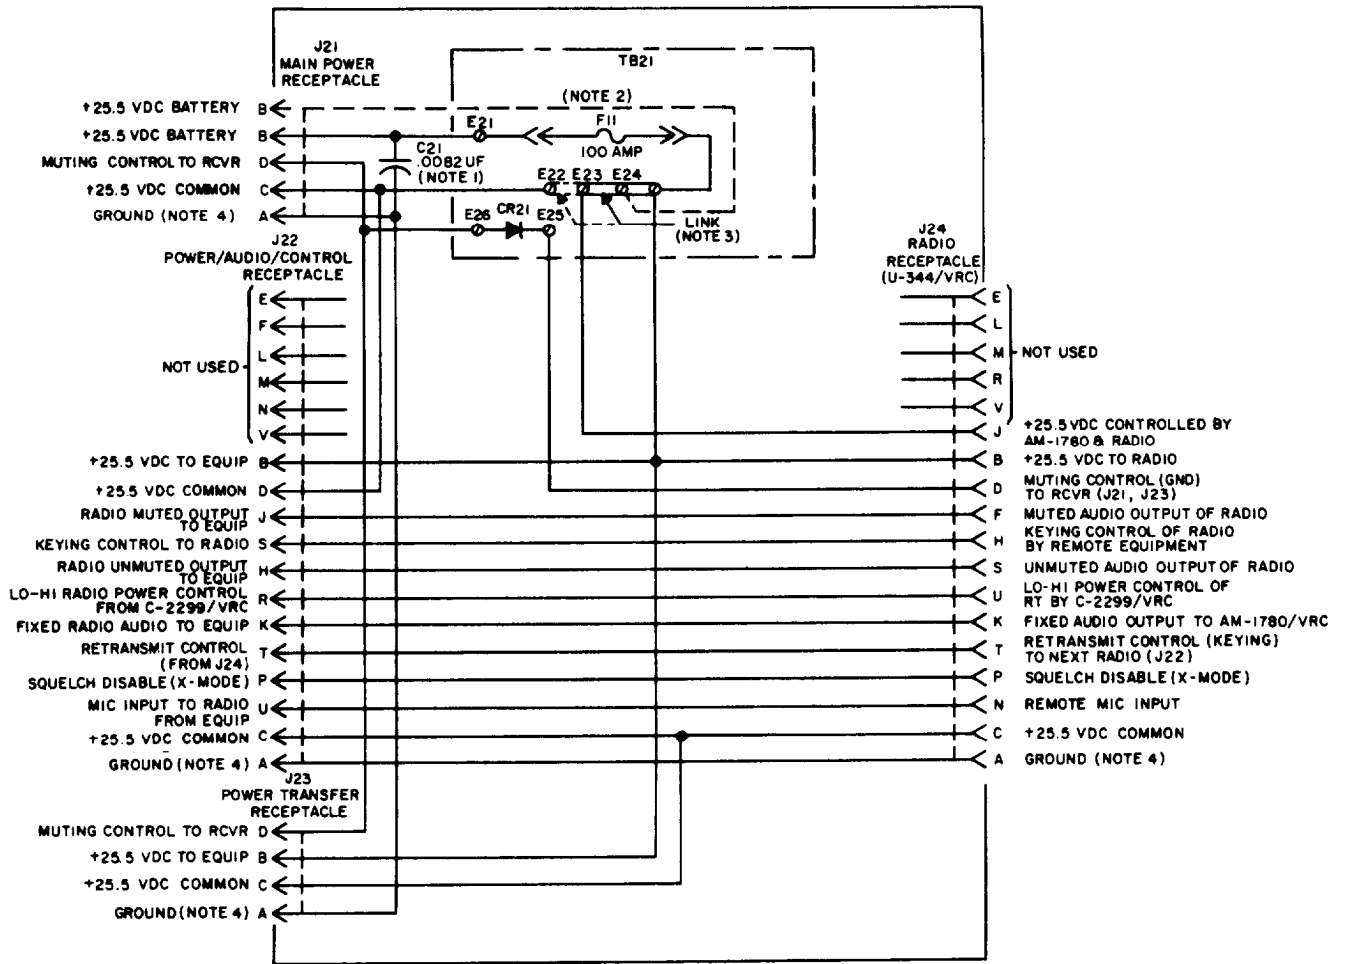 J21
MAIN POWER
RECEPTACLE
+25.5 VDC BATTERY B
+25.5 VDC BATTERY B
MUTING CONTROL TO RCVR D
+25.5 VDC COMMON C
GROUND (NOTE 4) A
TB21
(NOTE 2)
E21
F11
100 AMP
C21
.0082 UF
(NOTE 1)
E22 E23 E24
E26 CR21 E25
LINK
(NOTE 3)
J22
POWER/AUDIO/CONTROL
RECEPTACLE
E
F
L
NOT USED
M
N
V
+25.5 VDC TO EQUIP B
+25.5 VDC COMMON D
RADIO MUTED OUTPUT J
TO EQUIP
KEYING CONTROL TO RADIO S
RADIO UNMUTED OUTPUT H
TO EQUIP
LO-HI RADIO POWER CONTROL R
FROM C-2299/VRC
FIXED RADIO AUDIO TO EQUIP K
RETRANSMIT CONTROL T
(FROM J24)
SQUELCH DISABLE (X-MODE) P
MIC INPUT TO RADIO U
FROM EQUIP
+25.5 VDC COMMON C
GROUND (NOTE 4) A
J23
POWER TRANSFER
RECEPTACLE
MUTING CONTROL TO RCVR D
+25.5 VDC TO EQUIP B
+25.5 VDC COMMON C
GROUND (NOTE 4) A
J24
RADIO
RECEPTACLE
(U-344/VRC)
E
L
M NOT USED
R
V
J +25.5 VDC CONTROLLED BY
AM-1780 & RADIO
B +25.5 VDC TO RADIO
D MUTING CONTROL (GND)
TO RCVR (J21, J23)
F MUTED AUDIO OUTPUT OF RADIO
H KEYING CONTROL OF RADIO
BY REMOTE EQUIPMENT
S UNMUTED AUDIO OUTPUT OF RADIO
U LO-HI POWER CONTROL OF
RT BY C-2299/VRC
K FIXED AUDIO OUTPUT TO AM-1780/VRC
T RETRANSMIT CONTROL (KEYING)
TO NEXT RADIO (J22)
P SQUELCH DISABLE (X-MODE)
N REMOTE MIC INPUT
C +25.5 VDC COMMON
A GROUND (NOTE 4)